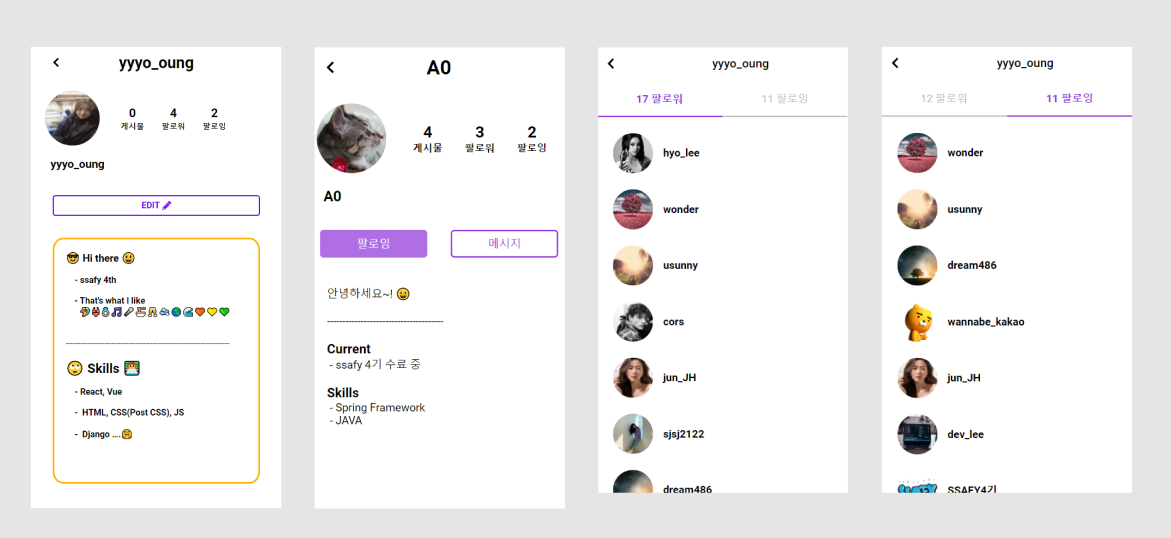 yyyo_oung
0 4 2
게시물 팔로워 팔로잉
yyyo_oung
EDIT
😎 Hi there 😃
- ssafy 4th
- That's what I like
---------------------------------------------------------
🙄 Skills 👨‍💻
- React, Vue
- HTML, CSS(Post CSS), JS
- Django ....🤗
A0
4 3 2
게시물 팔로워 팔로잉
A0
팔로잉 메시지
안녕하세요~! 😀
--------------------------------------
Current
- ssafy 4기 수료 중
Skills
- Spring Framework
- JAVA
yyyo_oung
17 팔로워 11 팔로잉
hyo_lee
wonder
usunny
cors
jun_JH
sjsj2122
dream486
yyyo_oung
12 팔로워 11 팔로잉
wonder
usunny
dream486
wannabe_kakao
jun_JH
dev_lee
SSAFY4기